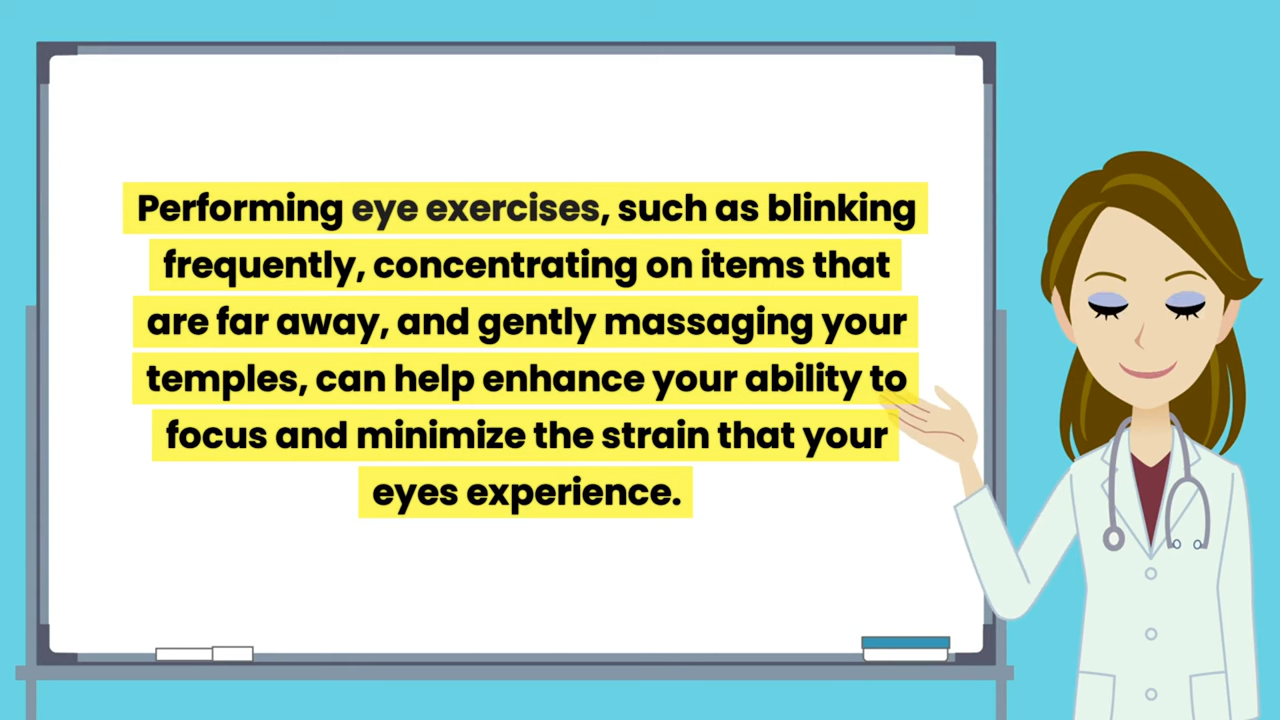 Performing eye exercises, such as blinking
frequently, concentrating on items that
are far away, and gently massaging your
temples, can help enhance your ability to
focus and minimize the strain that your
eyes experience.